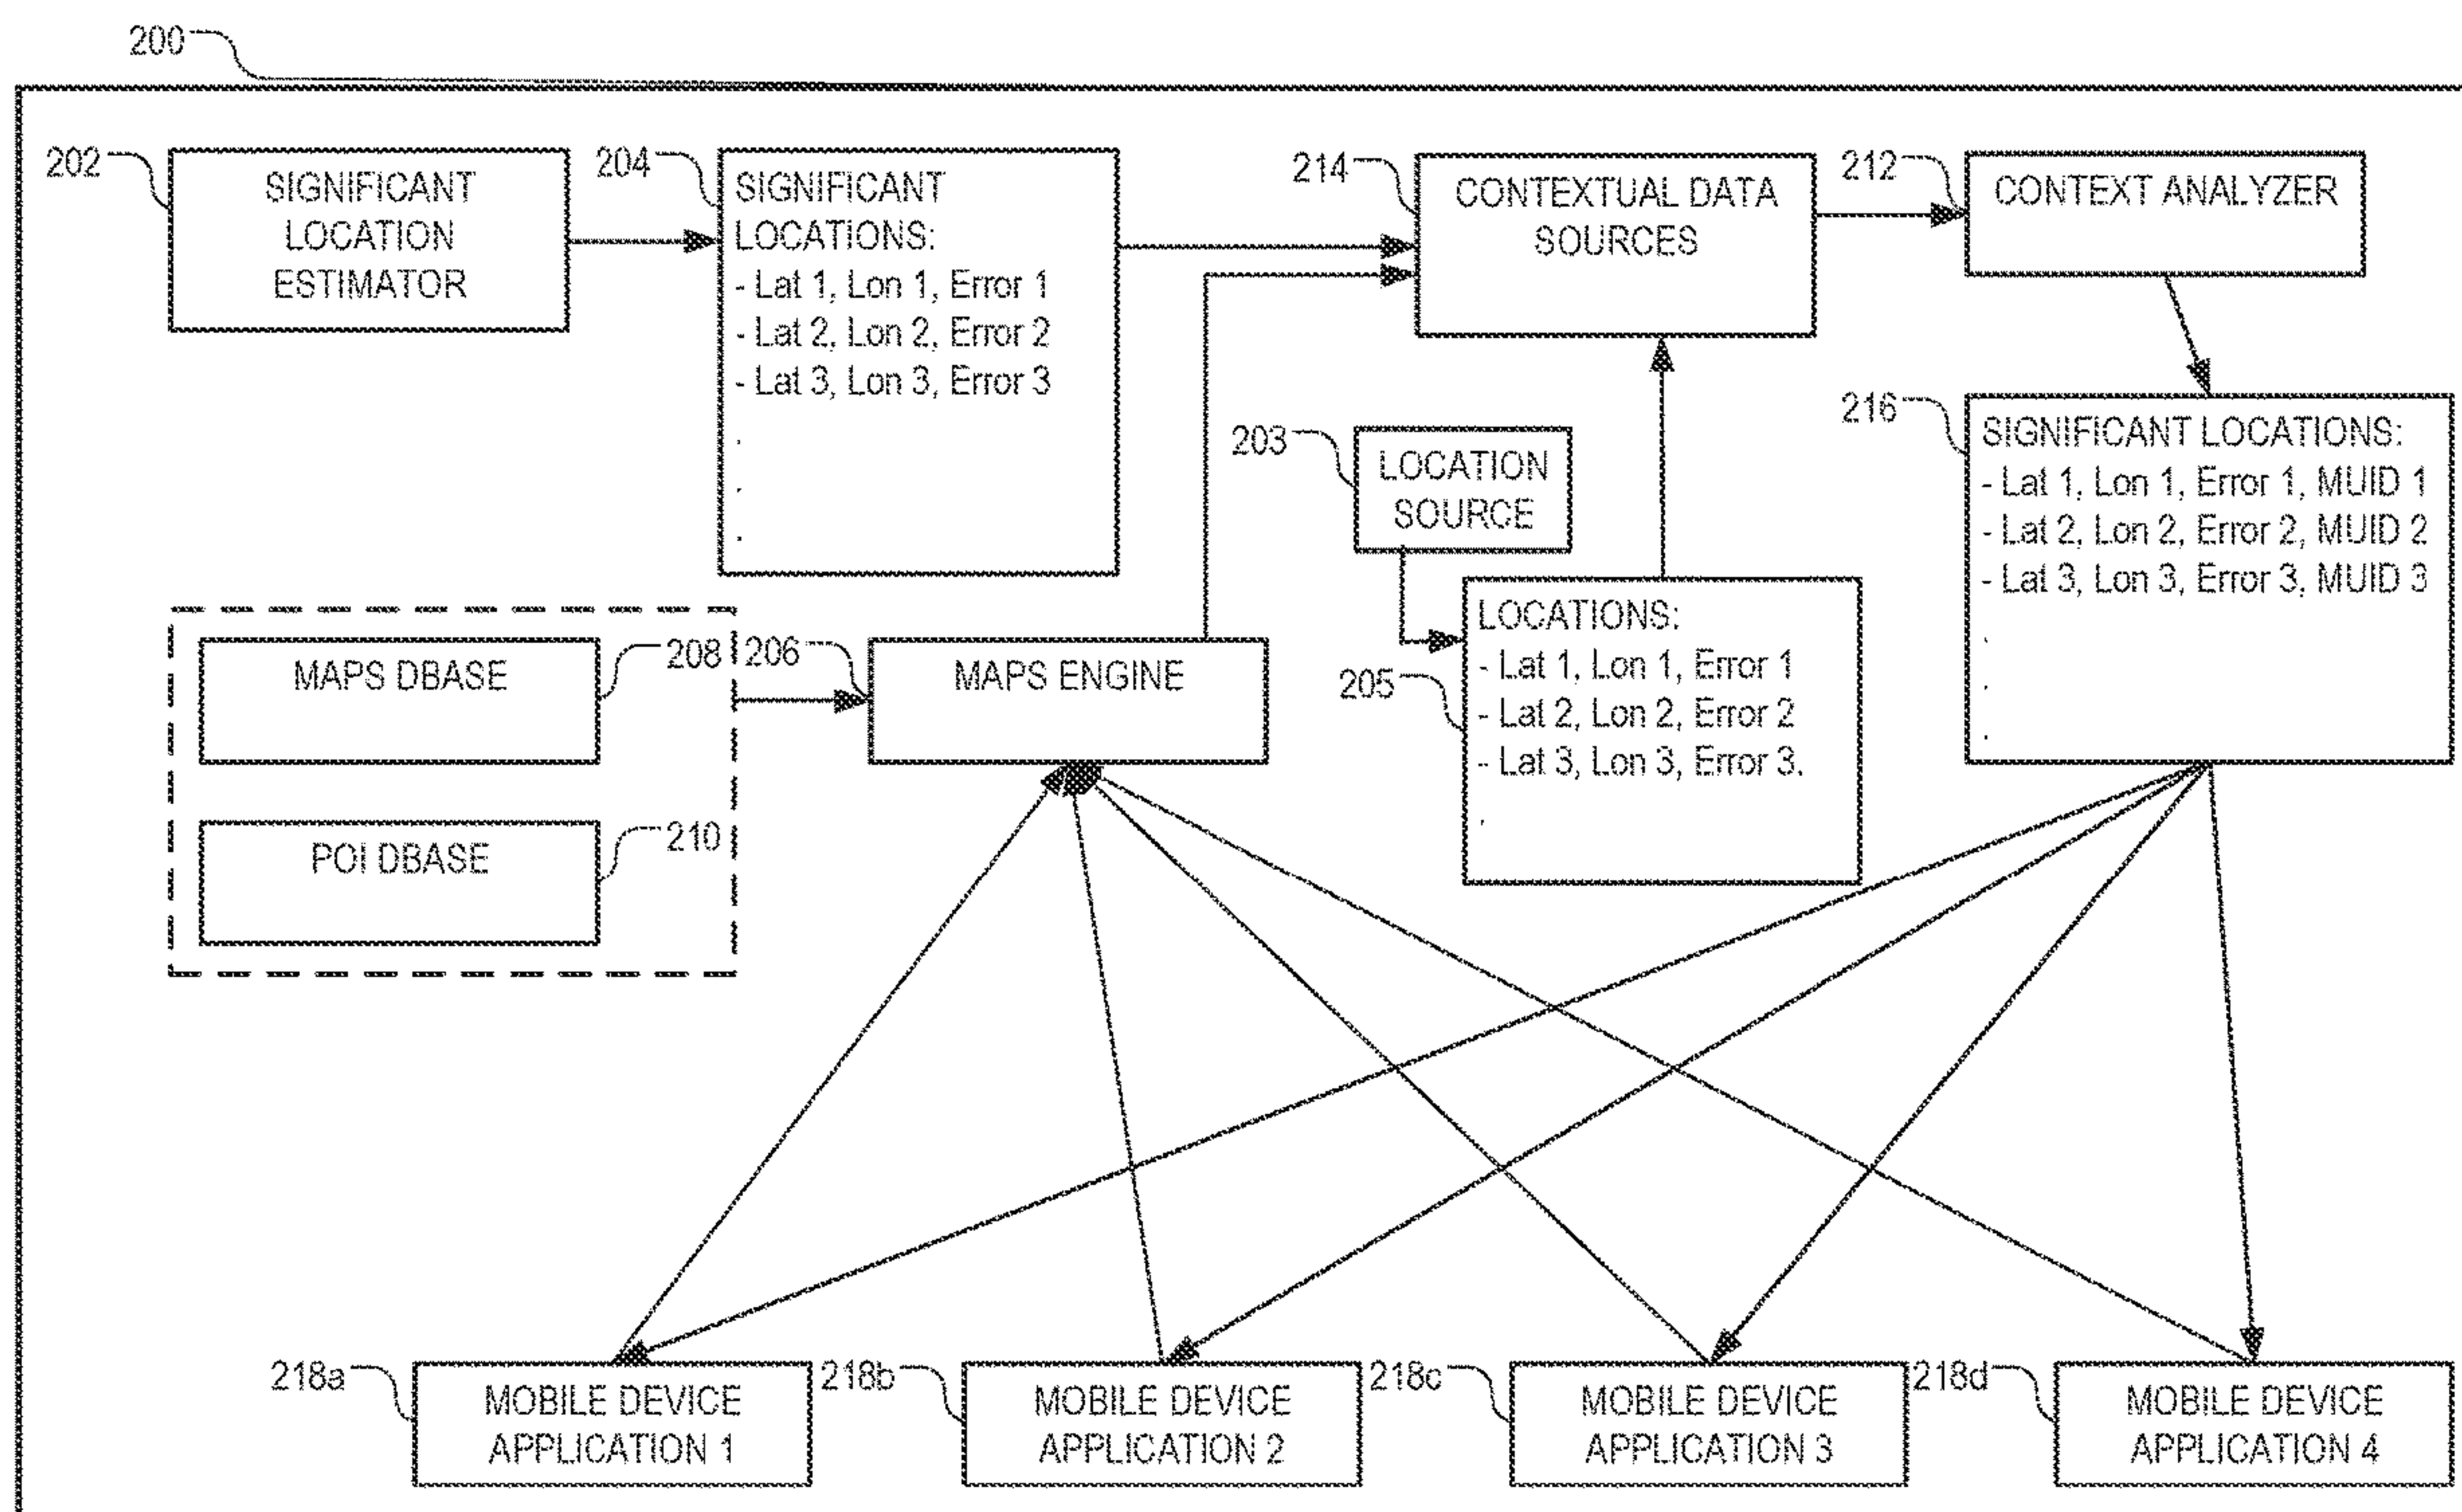 200
202
SIGNIFICANT
LOCATION
ESTIMATOR
204
SIGNIFICANT
LOCATIONS:
- Lat 1, Lon 1, Error 1
- Lat 2, Lon 2, Error 2
- Lat 3, Lon 3, Error 3
.
.
.
214
CONTEXTUAL DATA
SOURCES
212
CONTEXT ANALYZER
203
LOCATION
SOURCE
216
SIGNIFICANT LOCATIONS:
- Lat 1, Lon 1, Error 1, MUID 1
- Lat 2, Lon 2, Error 2, MUID 2
- Lat 3, Lon 3, Error 3, MUID 3
.
.
.
MAPS DBASE
208
206
MAPS ENGINE
205
LOCATIONS:
- Lat 1, Lon 1, Error 1
- Lat 2, Lon 2, Error 2
- Lat 3, Lon 3, Error 3.
.
POI DBASE
210
218a
MOBILE DEVICE
APPLICATION 1
218b
MOBILE DEVICE
APPLICATION 2
218c
MOBILE DEVICE
APPLICATION 3
218d
MOBILE DEVICE
APPLICATION 4